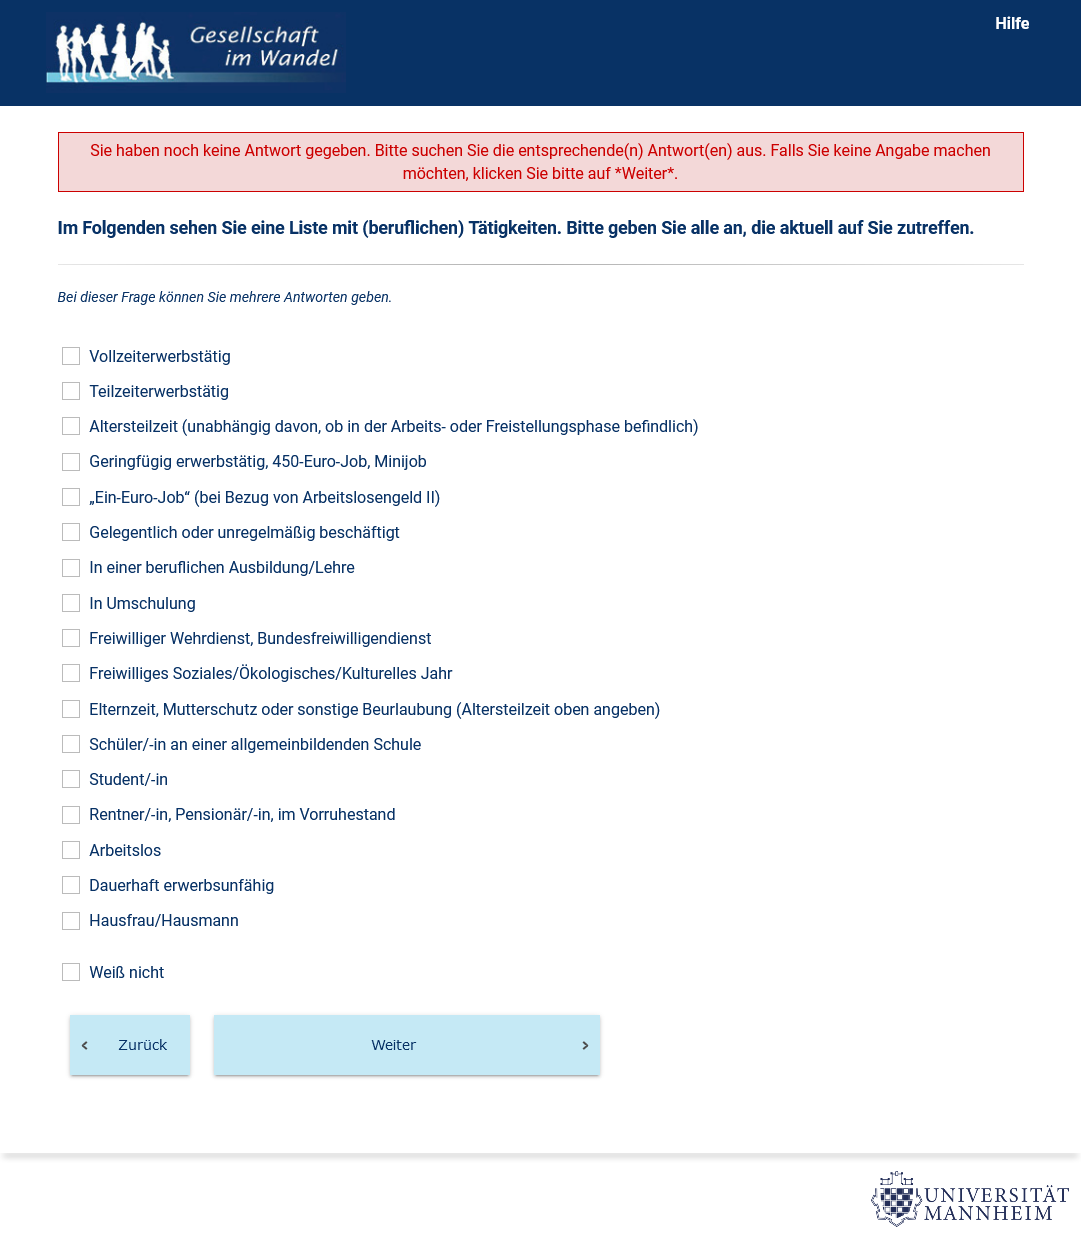 Gesellschaft
im Wandel
Hilfe
Sie haben noch keine Antwort gegeben. Bitte suchen Sie die entsprechende(n) Antwort(en) aus. Falls Sie keine Angabe machen
möchten, klicken Sie bitte auf *Weiter*.
Im Folgenden sehen Sie eine Liste mit (beruflichen) Tätigkeiten. Bitte geben Sie alle an, die aktuell auf Sie zutreffen.
Bei dieser Frage können Sie mehrere Antworten geben.
Vollzeiterwerbstätig
Teilzeiterwerbstätig
Altersteilzeit (unabhängig davon, ob in der Arbeits- oder Freistellungsphase befindlich)
Geringfügig erwerbstätig, 450-Euro-Job, Minijob
„Ein-Euro-Job“ (bei Bezug von Arbeitslosengeld II)
Gelegentlich oder unregelmäßig beschäftigt
In einer beruflichen Ausbildung/Lehre
In Umschulung
Freiwilliger Wehrdienst, Bundesfreiwilligendienst
Freiwilliges Soziales/Ökologisches/Kulturelles Jahr
Elternzeit, Mutterschutz oder sonstige Beurlaubung (Altersteilzeit oben angeben)
Schüler/-in an einer allgemeinbildenden Schule
Student/-in
Rentner/-in, Pensionär/-in, im Vorruhestand
Arbeitslos
Dauerhaft erwerbsunfähig
Hausfrau/Hausmann
Weiß nicht
‹ Zurück
Weiter ›
UNIVERSITÄT
MANNHEIM